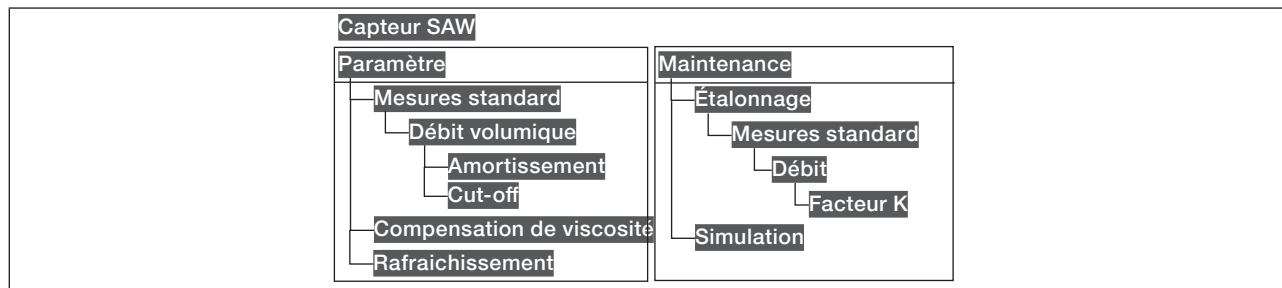 Capteur SAW
Paramètre
Mesures standard
Débit volumique
Amortissement
Cut-off
Compensation de viscosité
Rafraichissement
Maintenance
Étalonnage
Mesures standard
Débit
Facteur K
Simulation